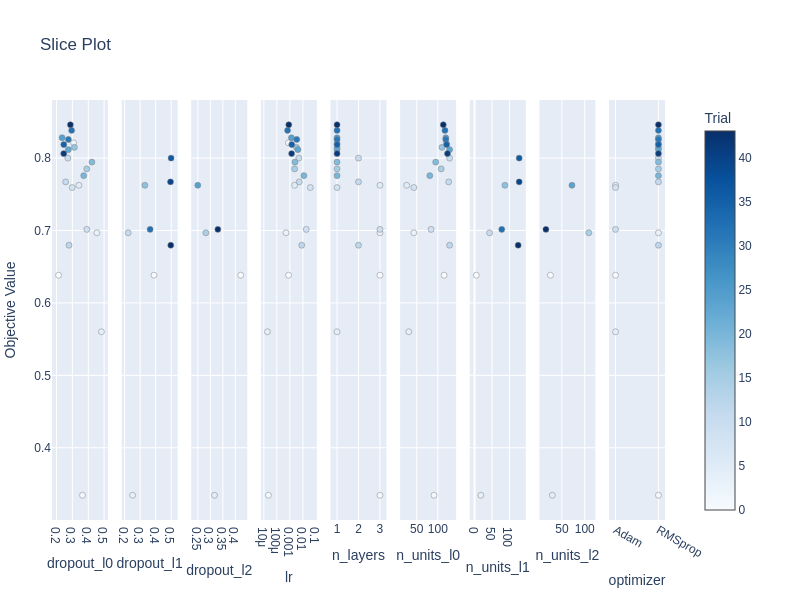 Slice Plot
Trial
40
35
30
25
20
15
10
5
0
Objective Value
0.8
0.7
0.6
0.5
0.4
0.2 0.3 0.4 0.5
dropout_l0
0.2 0.3 0.4 0.5
dropout_l1
0.25 0.3 0.35 0.4
dropout_l2
10μ 100μ 0.001 0.01 0.1
lr
1 2 3
n_layers
50 100
n_units_l0
0 50 100
n_units_l1
50 100
n_units_l2
Adam RMSprop
optimizer